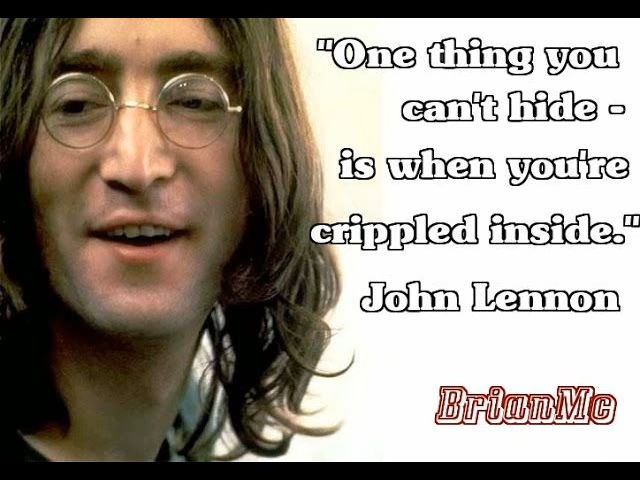 "One thing you
can't hide -
is when you're
crippled inside."
John Lennon
BrianMc